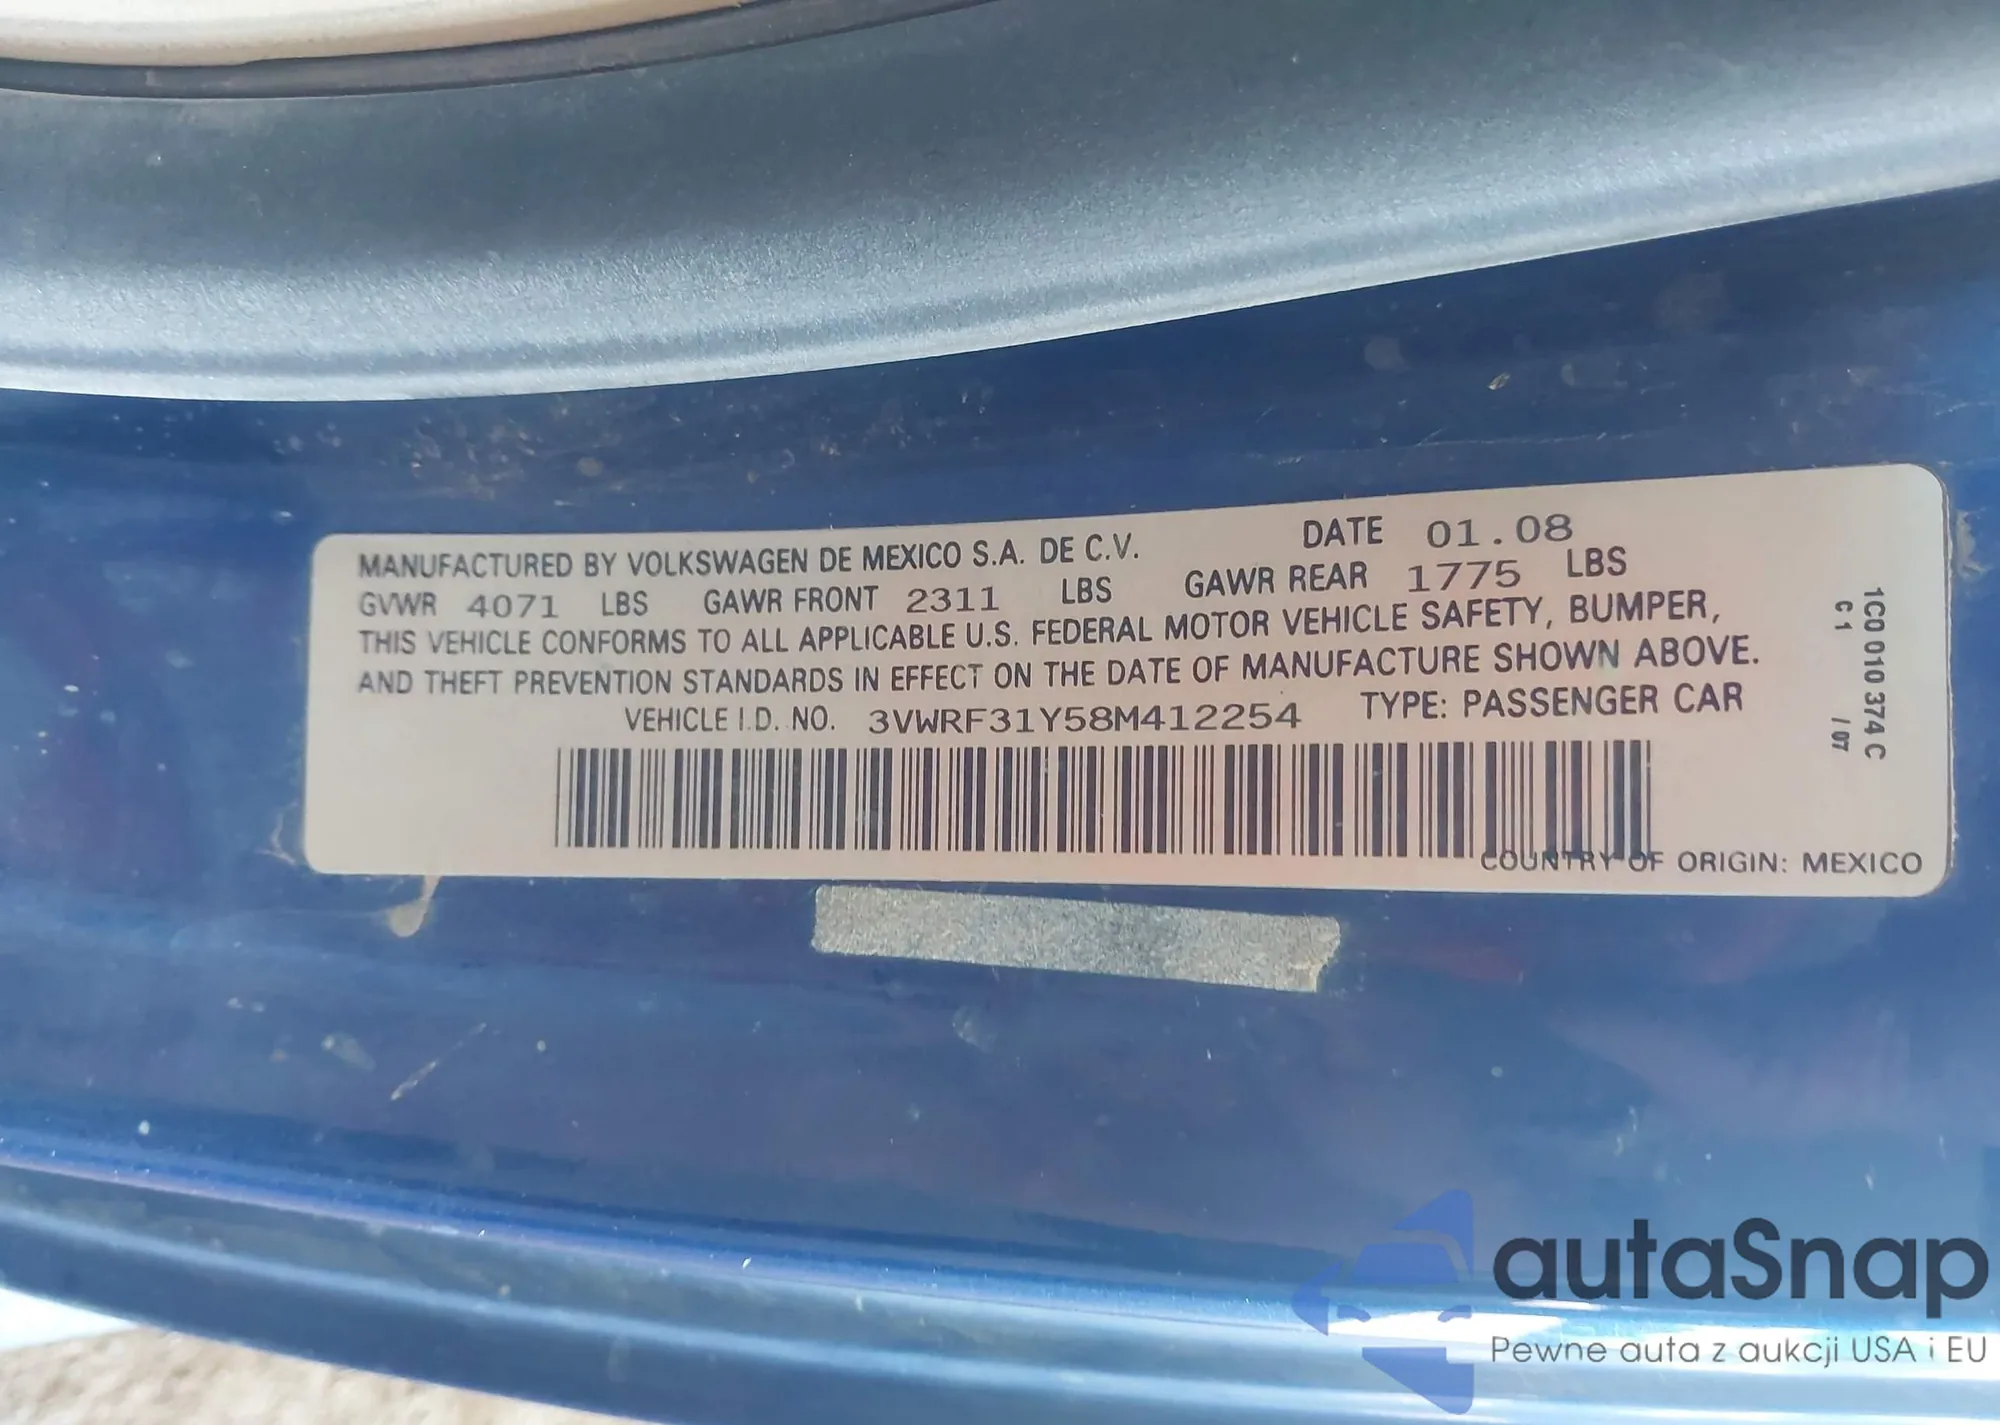 MANUFACTURED BY VOLKSWAGEN DE MEXICO S.A. DE C.V. DATE 01.08
GVWR 4071 LBS GAWR FRONT 2311 LBS GAWR REAR 1775 LBS
THIS VEHICLE CONFORMS TO ALL APPLICABLE U.S. FEDERAL MOTOR VEHICLE SAFETY, BUMPER,
AND THEFT PREVENTION STANDARDS IN EFFECT ON THE DATE OF MANUFACTURE SHOWN ABOVE.
VEHICLE I.D. NO. 3VWRF31Y58M412254 TYPE: PASSENGER CAR
COUNTRY OF ORIGIN: MEXICO
1C0 010 374 C
C1 / 07
autaSnap
Pewne auta z aukcji USA i EU